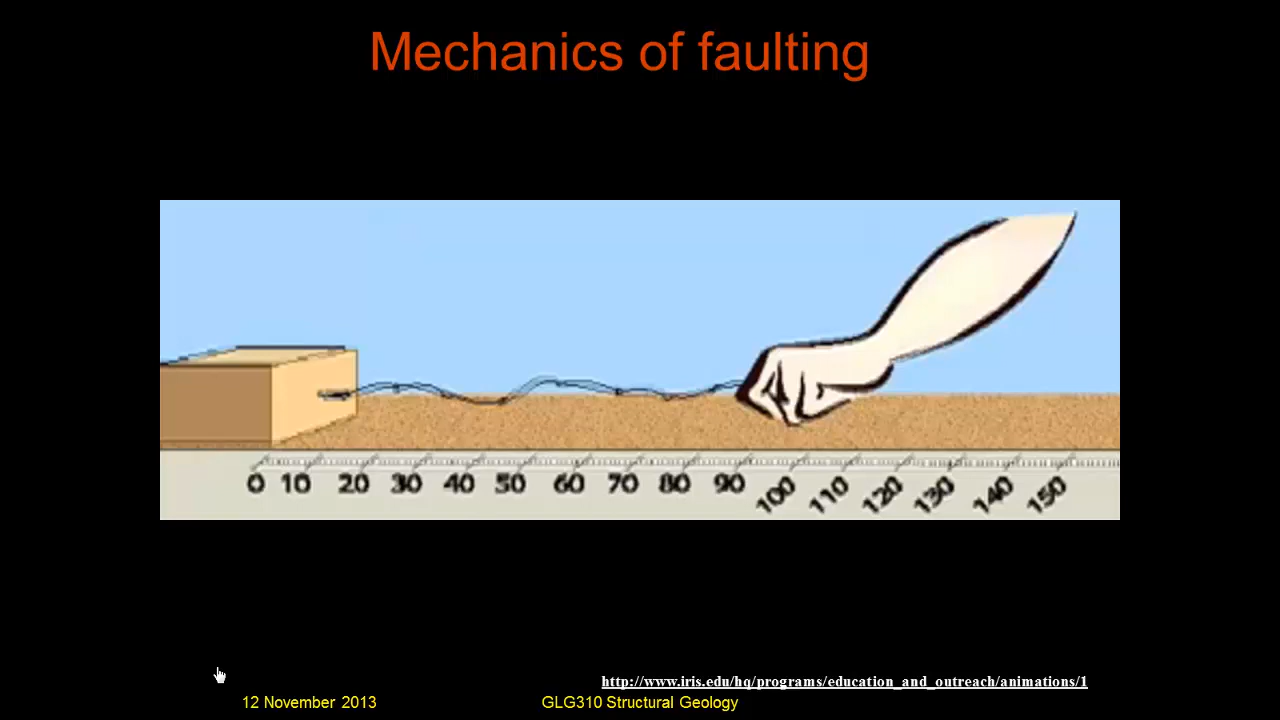 Mechanics of faulting
0 10 20 30 40 50 60 70 80 90 100 110 120 130 140 150
http://www.iris.edu/hq/programs/education_and_outreach/animations/1
12 November 2013 GLG310 Structural Geology